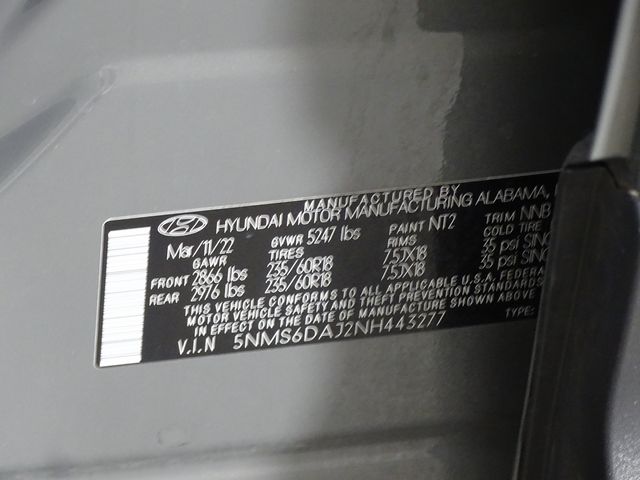 MANUFACTURED BY
HYUNDAI MOTOR MANUFACTURING ALABAMA,
Mar/11/22 GVWR 5247 lbs PAINT NT2 TRIM NNB
GAWR TIRES RIMS COLD TIRE
FRONT 2866 lbs 235/60R18 7.5JX18 35 psi SING
REAR 2976 lbs 235/60R18 7.5JX18 35 psi SING
THIS VEHICLE CONFORMS TO ALL APPLICABLE U.S.A. FEDERA
MOTOR VEHICLE SAFETY AND THEFT PREVENTION
IN EFFECT ON THE DATE OF MANUFACTURE SHOWN ABOVE
V.I.N 5NMS6DAJ2NH443277 TYPE: